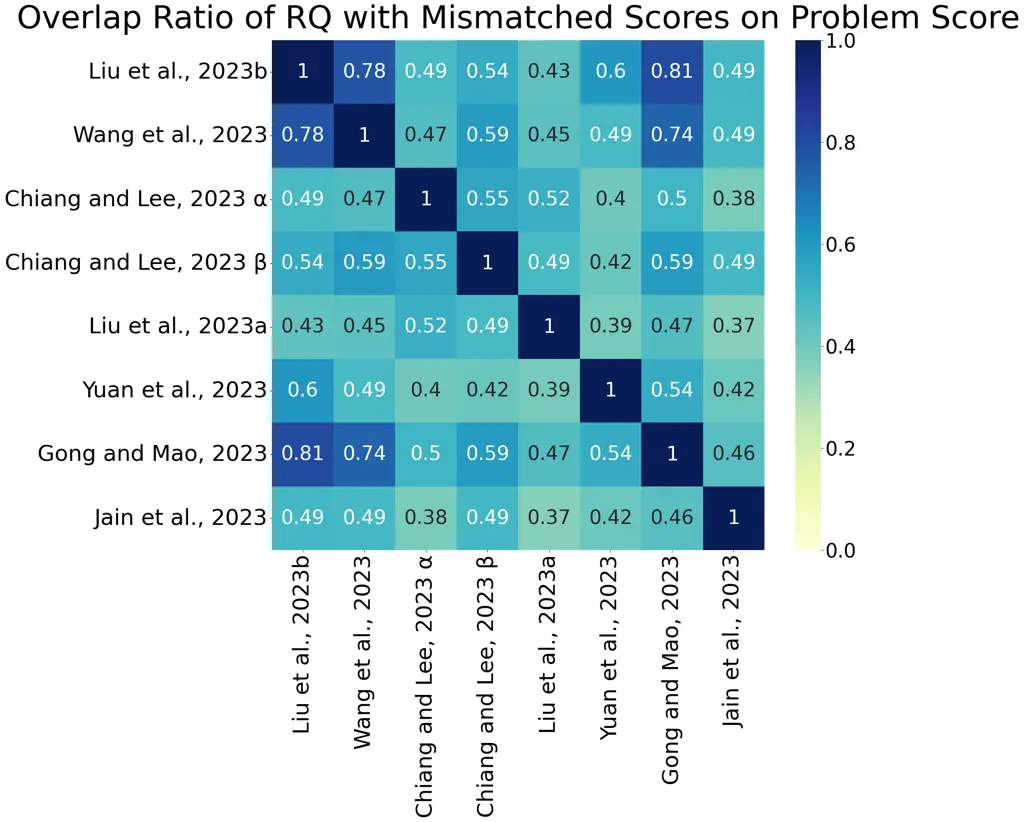 Overlap Ratio of RQ with Mismatched Scores on Problem Score
Liu et al., 2023b 1 0.78 0.49 0.54 0.43 0.6 0.81 0.49
Wang et al., 2023 0.78 1 0.47 0.59 0.45 0.49 0.74 0.49
Chiang and Lee, 2023 α 0.49 0.47 1 0.55 0.52 0.4 0.5 0.38
Chiang and Lee, 2023 β 0.54 0.59 0.55 1 0.49 0.42 0.59 0.49
Liu et al., 2023a 0.43 0.45 0.52 0.49 1 0.39 0.47 0.37
Yuan et al., 2023 0.6 0.49 0.4 0.42 0.39 1 0.54 0.42
Gong and Mao, 2023 0.81 0.74 0.5 0.59 0.47 0.54 1 0.46
Jain et al., 2023 0.49 0.49 0.38 0.49 0.37 0.42 0.46 1
Liu et al., 2023b
Wang et al., 2023
Chiang and Lee, 2023 α
Chiang and Lee, 2023 β
Liu et al., 2023a
Yuan et al., 2023
Gong and Mao, 2023
Jain et al., 2023
1.0
0.8
0.6
0.4
0.2
0.0